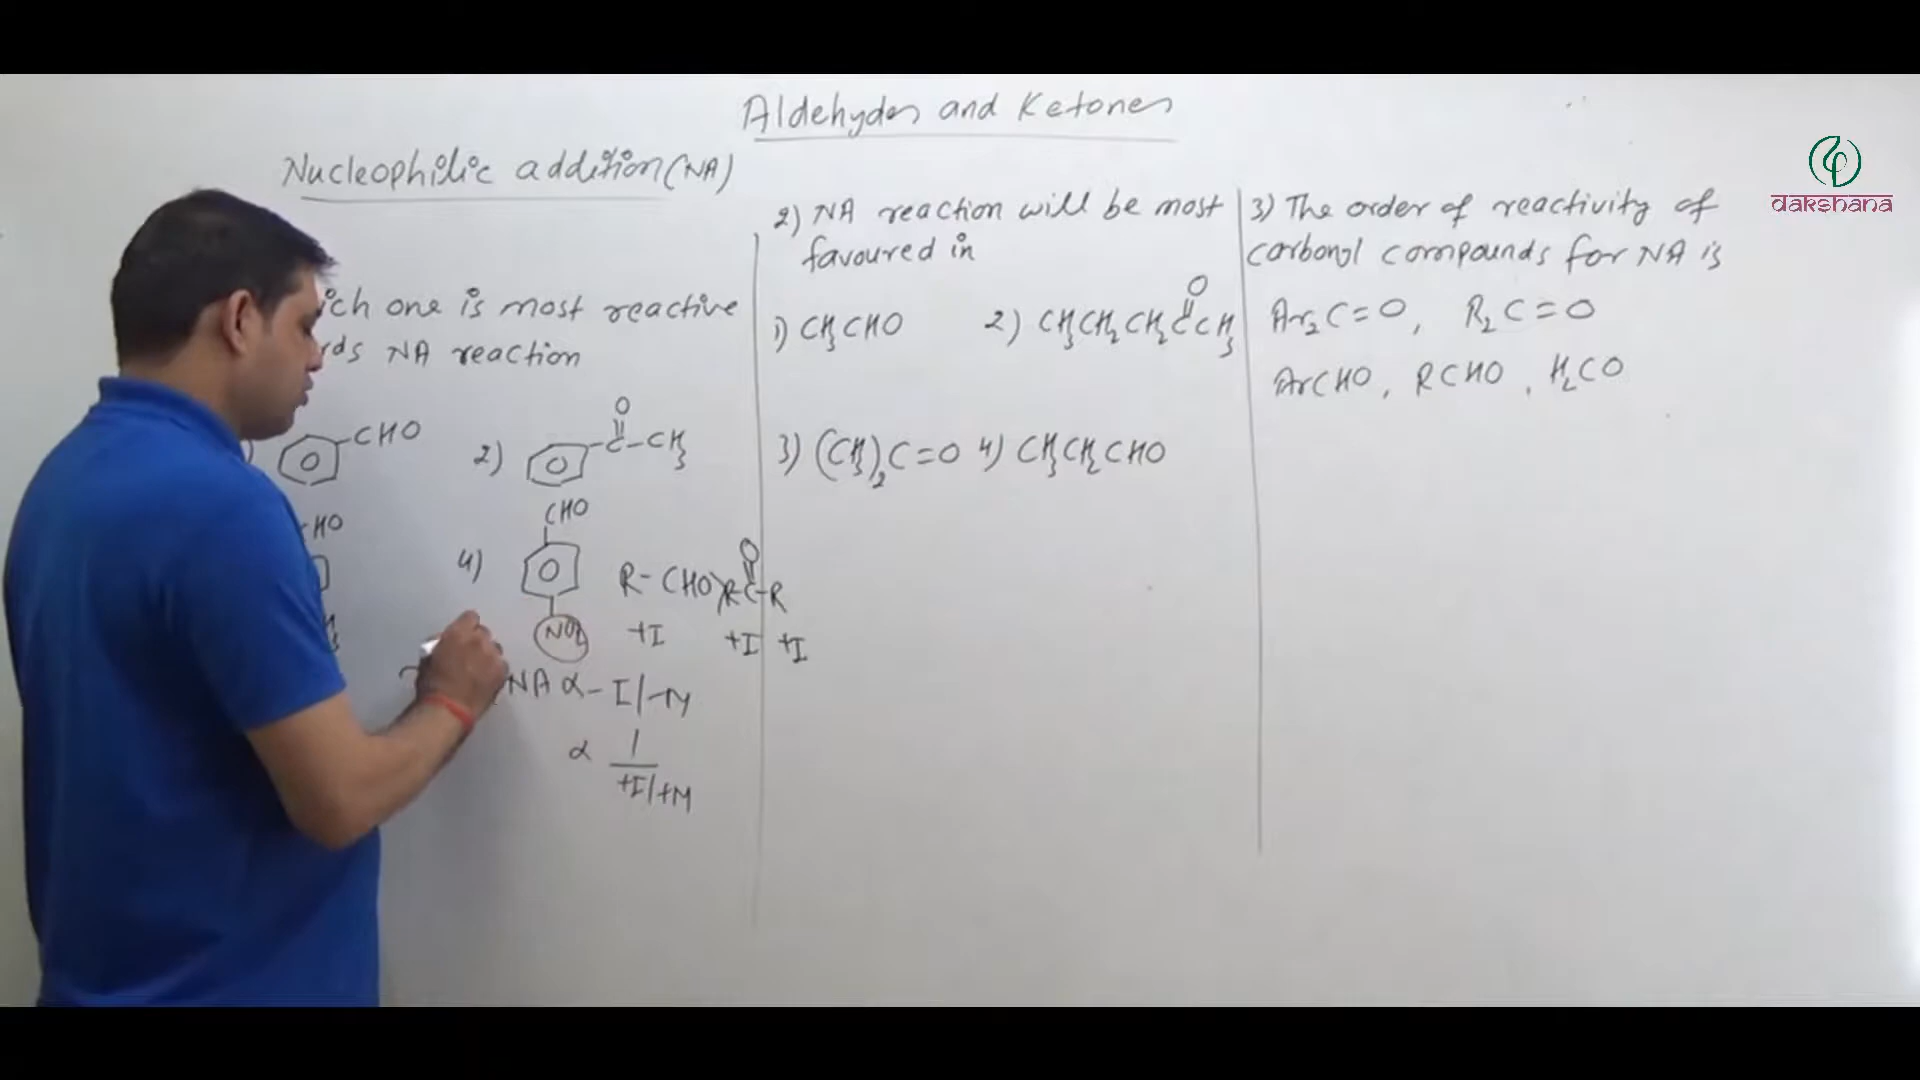 Aldehydes and Ketones
Nucleophilic addition (NA)
ich one is most reactive
rds NA reaction
CHO
2) O
C-CH3
HO
4) CHO
NO2
R-CHO > R-C-R
O
+I +I +I
NA α -I/-M
α 1
+I/+M
2) NA reaction will be most
favoured in
1) CH3CHO 2) CH3CH2CH2CCH3
O
3) (CH3)2C=O 4) CH3CH2CHO
3) The order of reactivity of
carbonyl compounds for NA is
Ar2C=O, R2C=O
ArCHO, RCHO, H2CO
dakshana